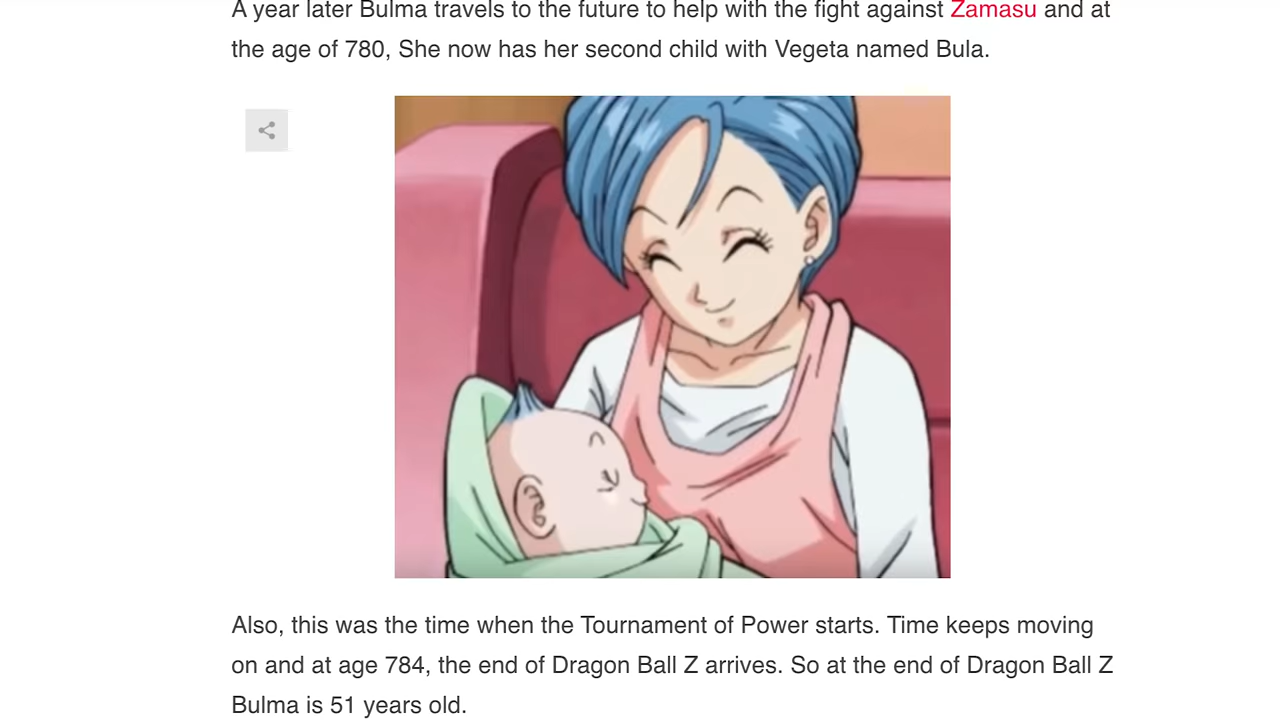 A year later Bulma travels to the future to help with the fight against Zamasu and at
the age of 780, She now has her second child with Vegeta named Bula.
Also, this was the time when the Tournament of Power starts. Time keeps moving
on and at age 784, the end of Dragon Ball Z arrives. So at the end of Dragon Ball Z
Bulma is 51 years old.